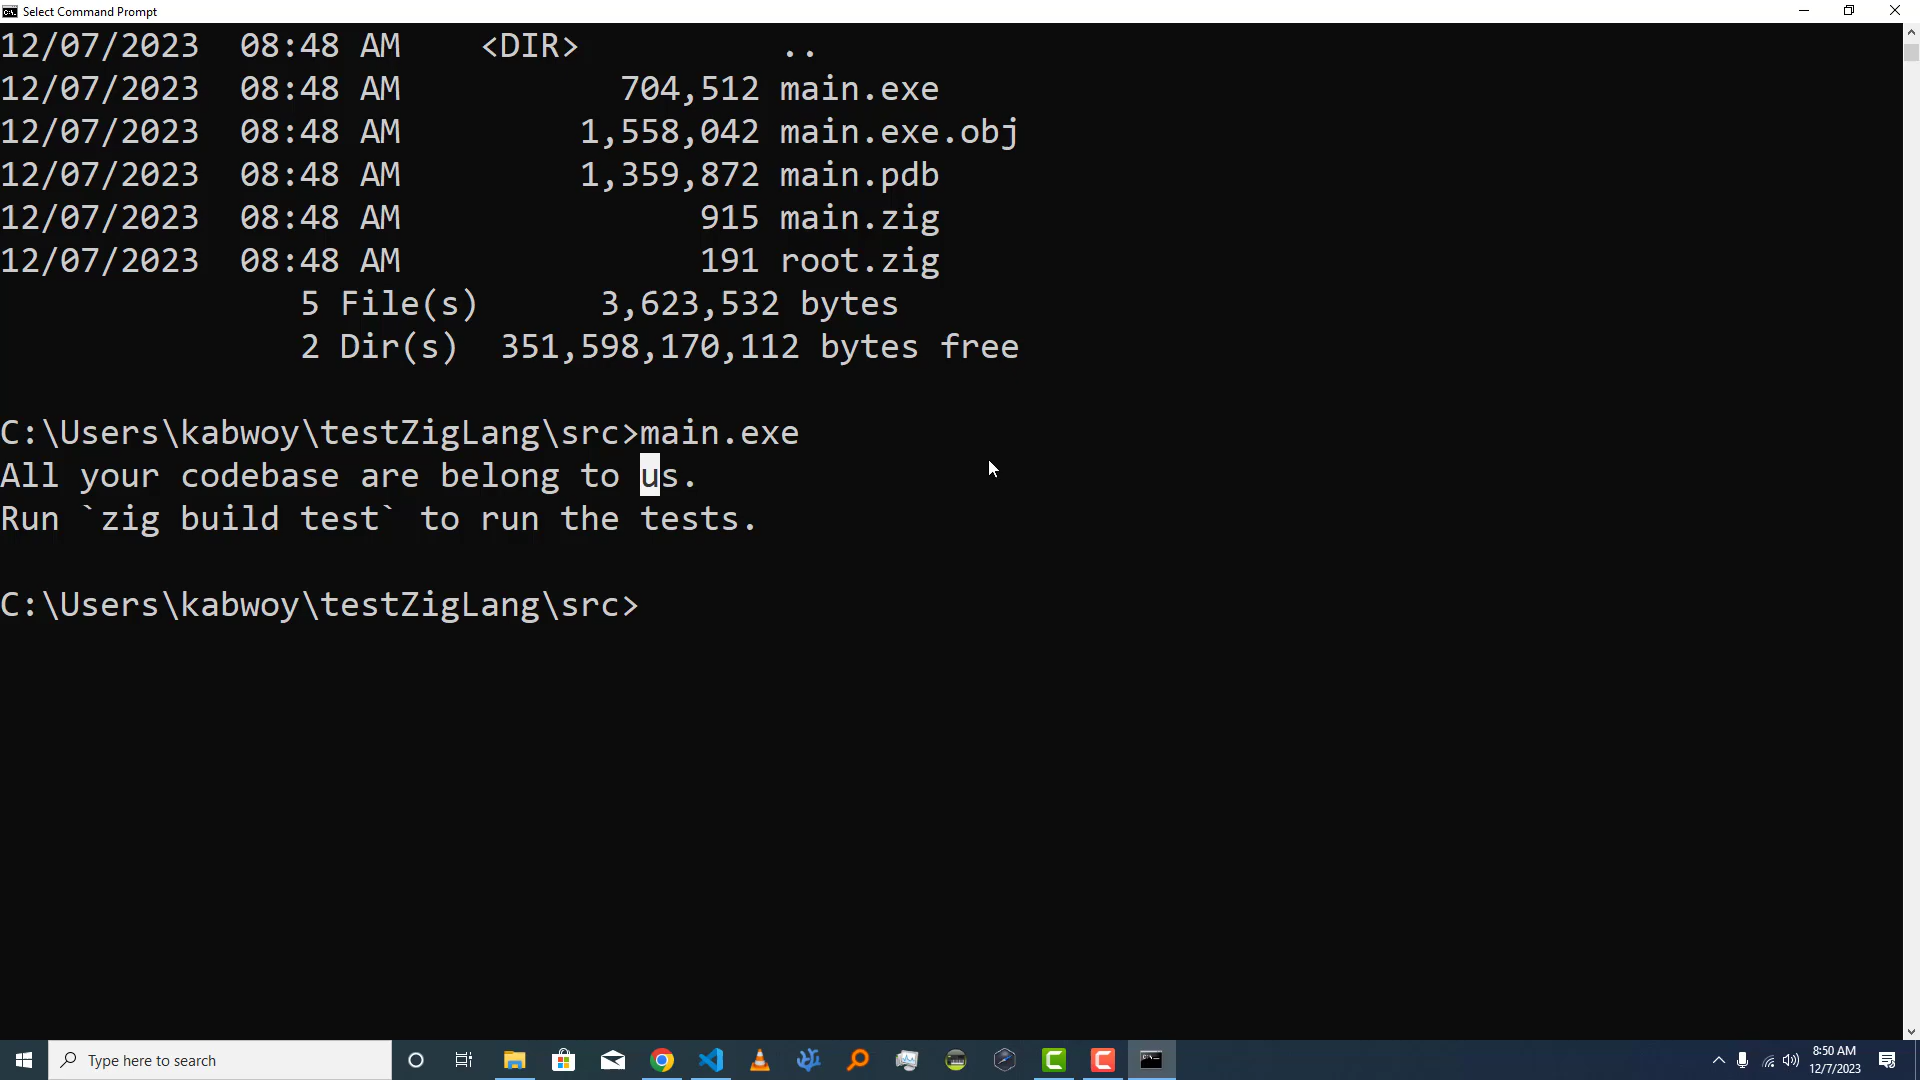 Select Command Prompt
12/07/2023  08:48 AM    <DIR>          ..
12/07/2023  08:48 AM           704,512 main.exe
12/07/2023  08:48 AM         1,558,042 main.exe.obj
12/07/2023  08:48 AM         1,359,872 main.pdb
12/07/2023  08:48 AM               915 main.zig
12/07/2023  08:48 AM               191 root.zig
               5 File(s)      3,623,532 bytes
               2 Dir(s)  351,598,170,112 bytes free
C:\Users\kabwoy\testZigLang\src>main.exe
All your codebase are belong to us.
Run `zig build test` to run the tests.
C:\Users\kabwoy\testZigLang\src>
Type here to search
8:50 AM
12/7/2023